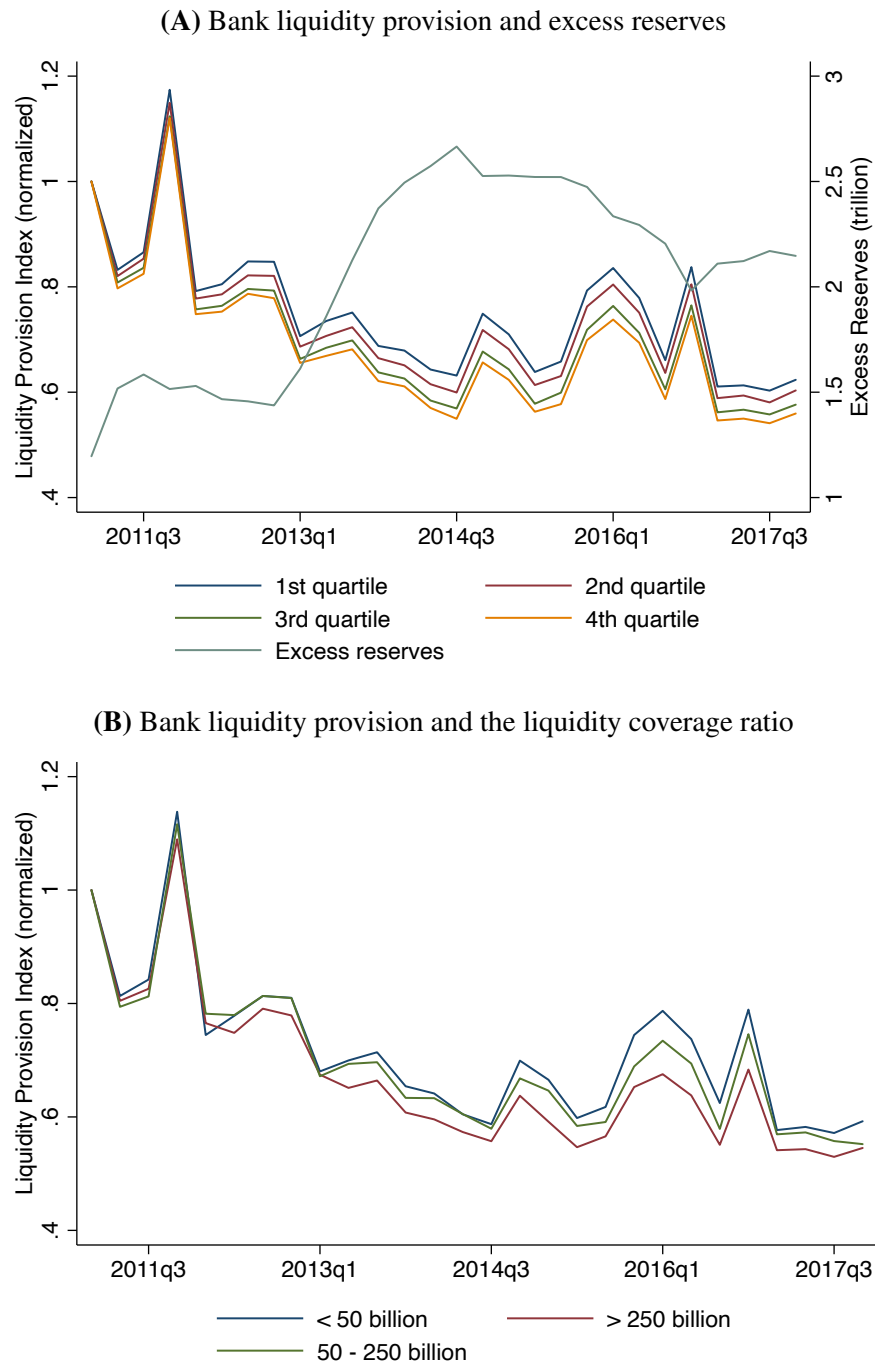 (A) Bank liquidity provision and excess reserves
Liquidity Provision Index (normalized)
1.2
1
.8
.6
.4
3
2.5
2
1.5
1
Excess Reserves (trillion)
2011q3 2013q1 2014q3 2016q1 2017q3
1st quartile 2nd quartile
3rd quartile 4th quartile
Excess reserves
(B) Bank liquidity provision and the liquidity coverage ratio
Liquidity Provision Index (normalized)
1.2
1
.8
.6
.4
2011q3 2013q1 2014q3 2016q1 2017q3
< 50 billion > 250 billion
50 - 250 billion